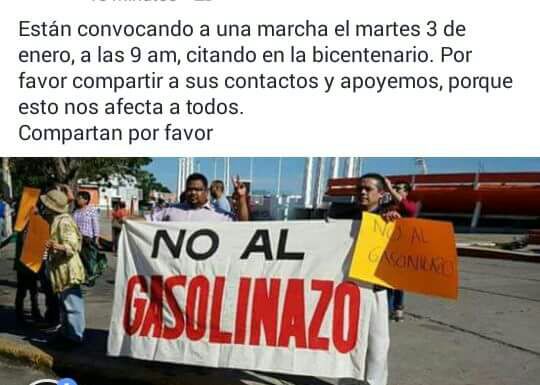 Están convocando a una marcha el martes 3 de
enero, a las 9 am, citando en la bicentenario. Por
favor compartir a sus contactos y apoyemos, porque
esto nos afecta a todos.
Compartan por favor
NO AL
GASOLINAZO
NO AL